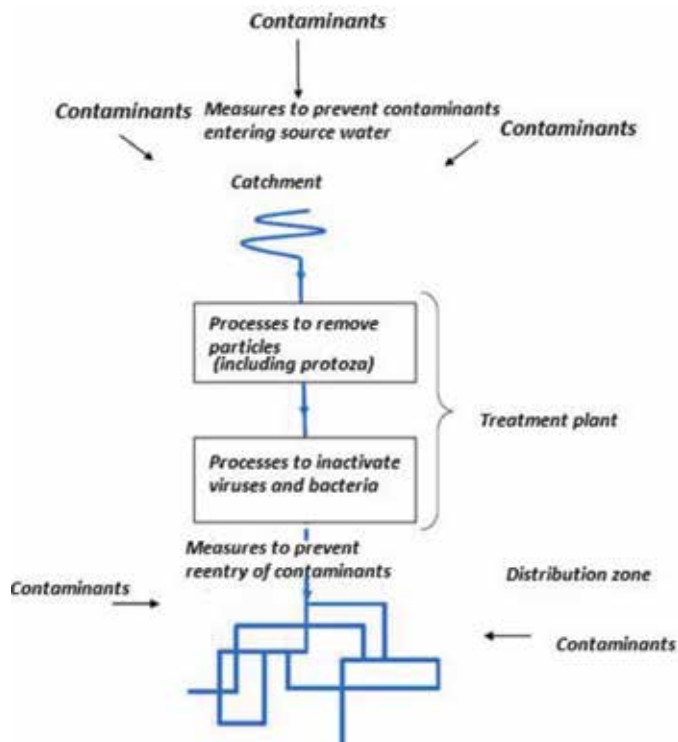 Contaminants
Contaminants
Measures to prevent contaminants
entering source water
Contaminants
Catchment
Processes to remove
particles
(including protoza)
Treatment plant
Processes to inactivate
viruses and bacteria
Measures to prevent
reentry of contaminants
Contaminants
Distribution zone
Contaminants